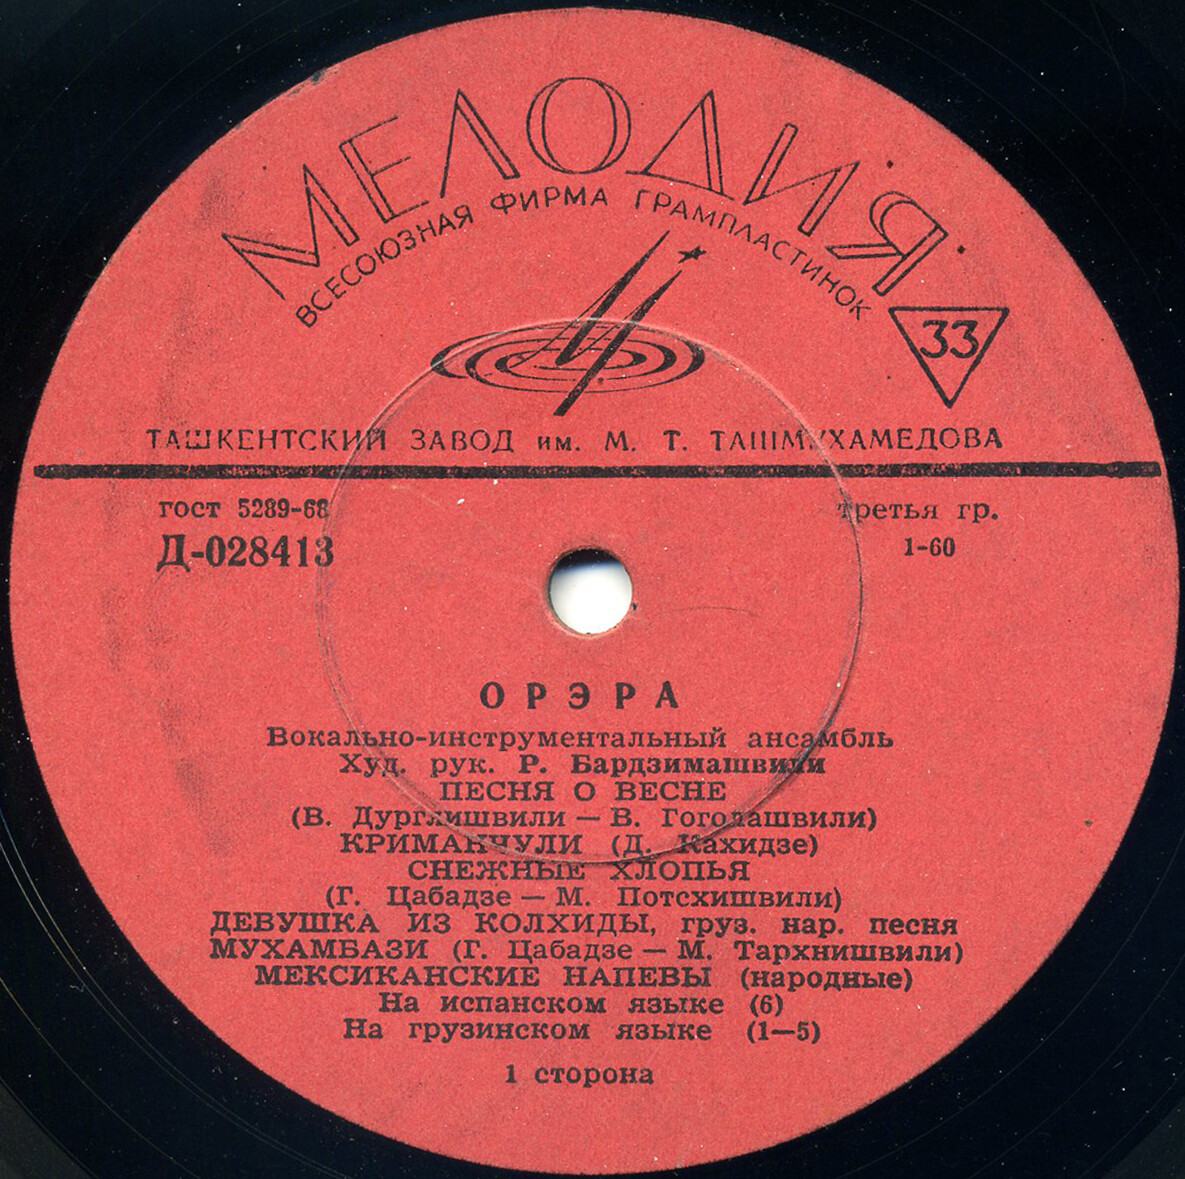 МЕЛОДИЯ
ВСЕСОЮЗНАЯ ФИРМА ГРАМПЛАСТИНОК
33
ТАШКЕНТСКИЙ ЗАВОД им. М. Т. ТАШМУХАМЕДОВА
гост 5289-68
третья гр.
Д-028413
1-60
ОРЭРА
Вокально-инструментальный ансамбль
Худ. рук. Р. Бардзимашвили
ПЕСНЯ О ВЕСНЕ
(В. Дурглишвили — В. Гоголашвили)
КРИМАНЧУЛИ (Д. Кахидзе)
СНЕЖНЫЕ ХЛОПЬЯ
(Г. Цабадзе — М. Потсхишвили)
ДЕВУШКА ИЗ КОЛХИДЫ, груз. нар. песня
МУХАМБАЗИ (Г. Цабадзе — М. Тархнишвили)
МЕКСИКАНСКИЕ НАПЕВЫ (народные)
На испанском языке (6)
На грузинском языке (1—5)
1 сторона